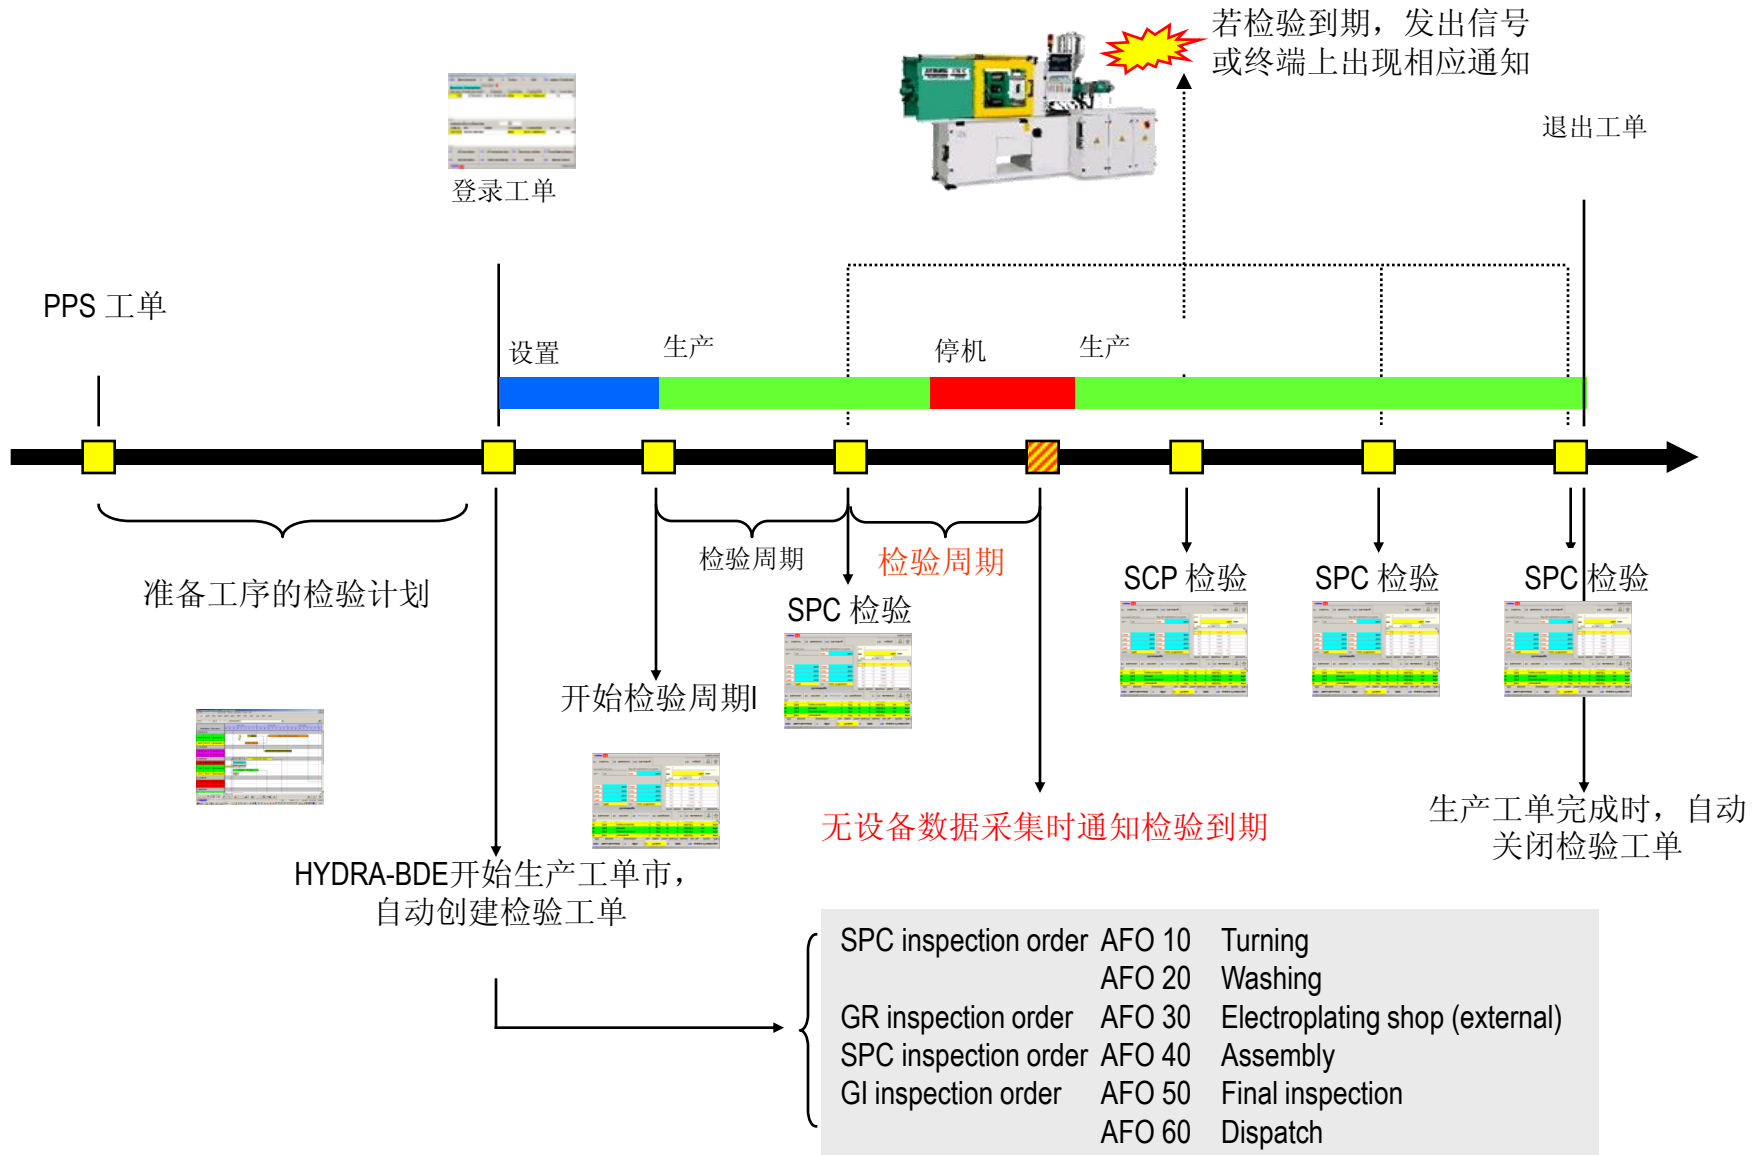 若检验到期，发出信号
或终端上出现相应通知
退出工单
登录工单
PPS 工单
设置
生产
停机
生产
准备工序的检验计划
检验周期
检验周期
SPC 检验
SCP 检验
SPC 检验
SPC 检验
开始检验周期l
无设备数据采集时通知检验到期
生产工单完成时，自动
关闭检验工单
HYDRA-BDE开始生产工单市，
自动创建检验工单
SPC inspection order AFO 10 Turning
AFO 20 Washing
GR inspection order AFO 30 Electroplating shop (external)
SPC inspection order AFO 40 Assembly
GI inspection order AFO 50 Final inspection
AFO 60 Dispatch